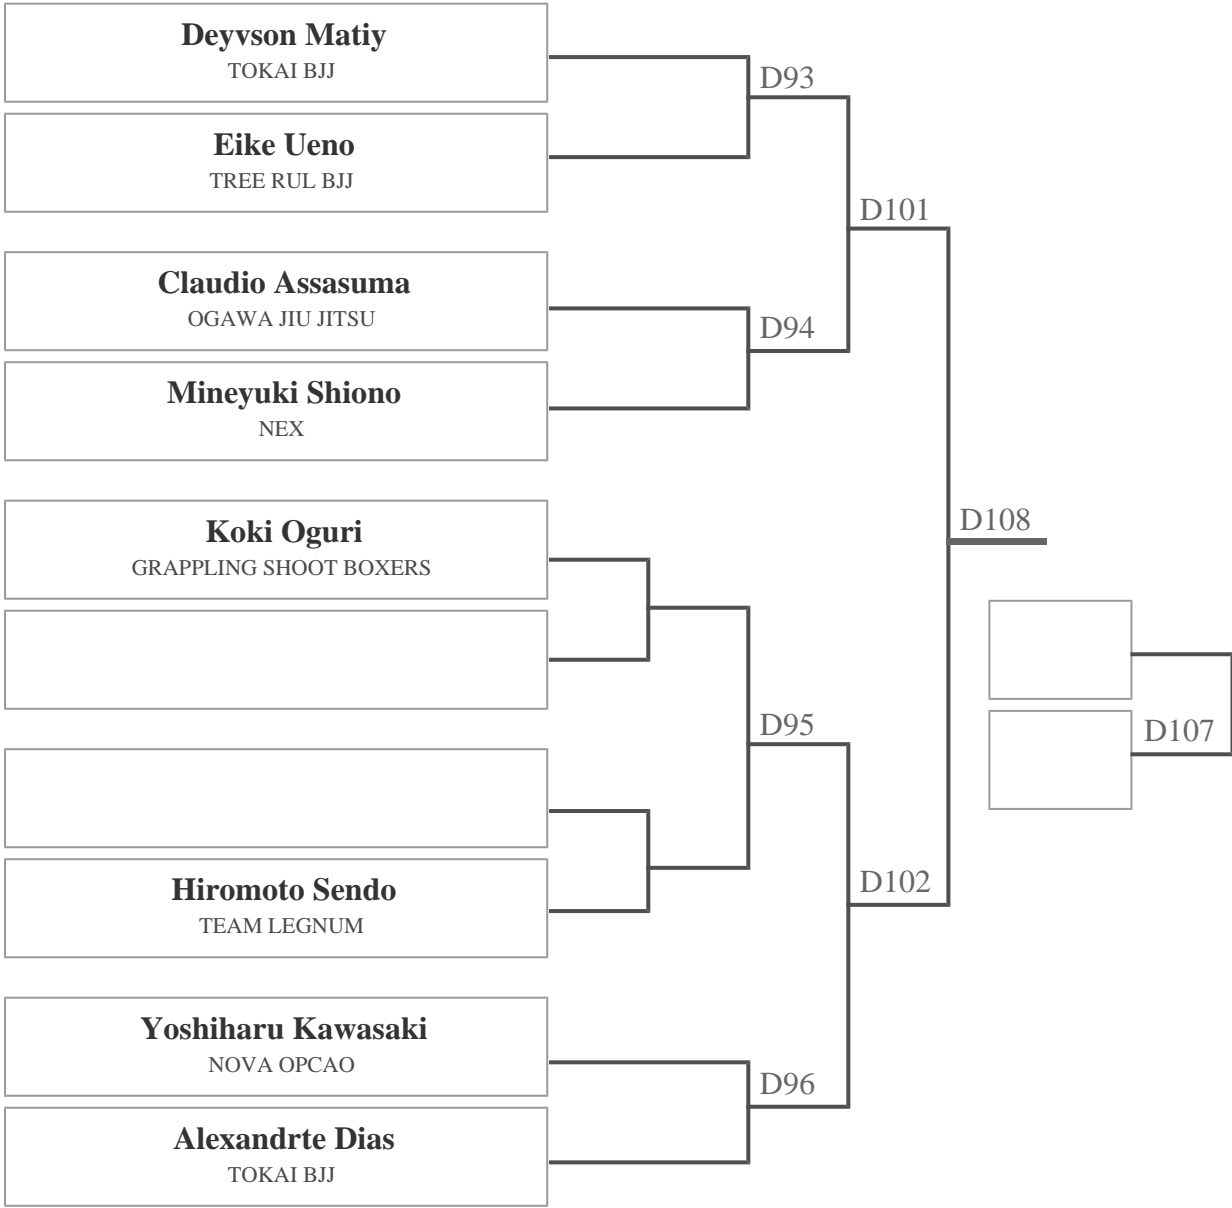 Deyvson Matiy
TOKAI BJJ
D93
Eike Ueno
TREE RUL BJJ
D101
Claudio Assasuma
OGAWA JIU JITSU
D94
Mineyuki Shiono
NEX
Koki Oguri
GRAPPLING SHOOT BOXERS
D108
D95
D107
Hiromoto Sendo
TEAM LEGNUM
D102
Yoshiharu Kawasaki
NOVA OPCAO
D96
Alexandrte Dias
TOKAI BJJ